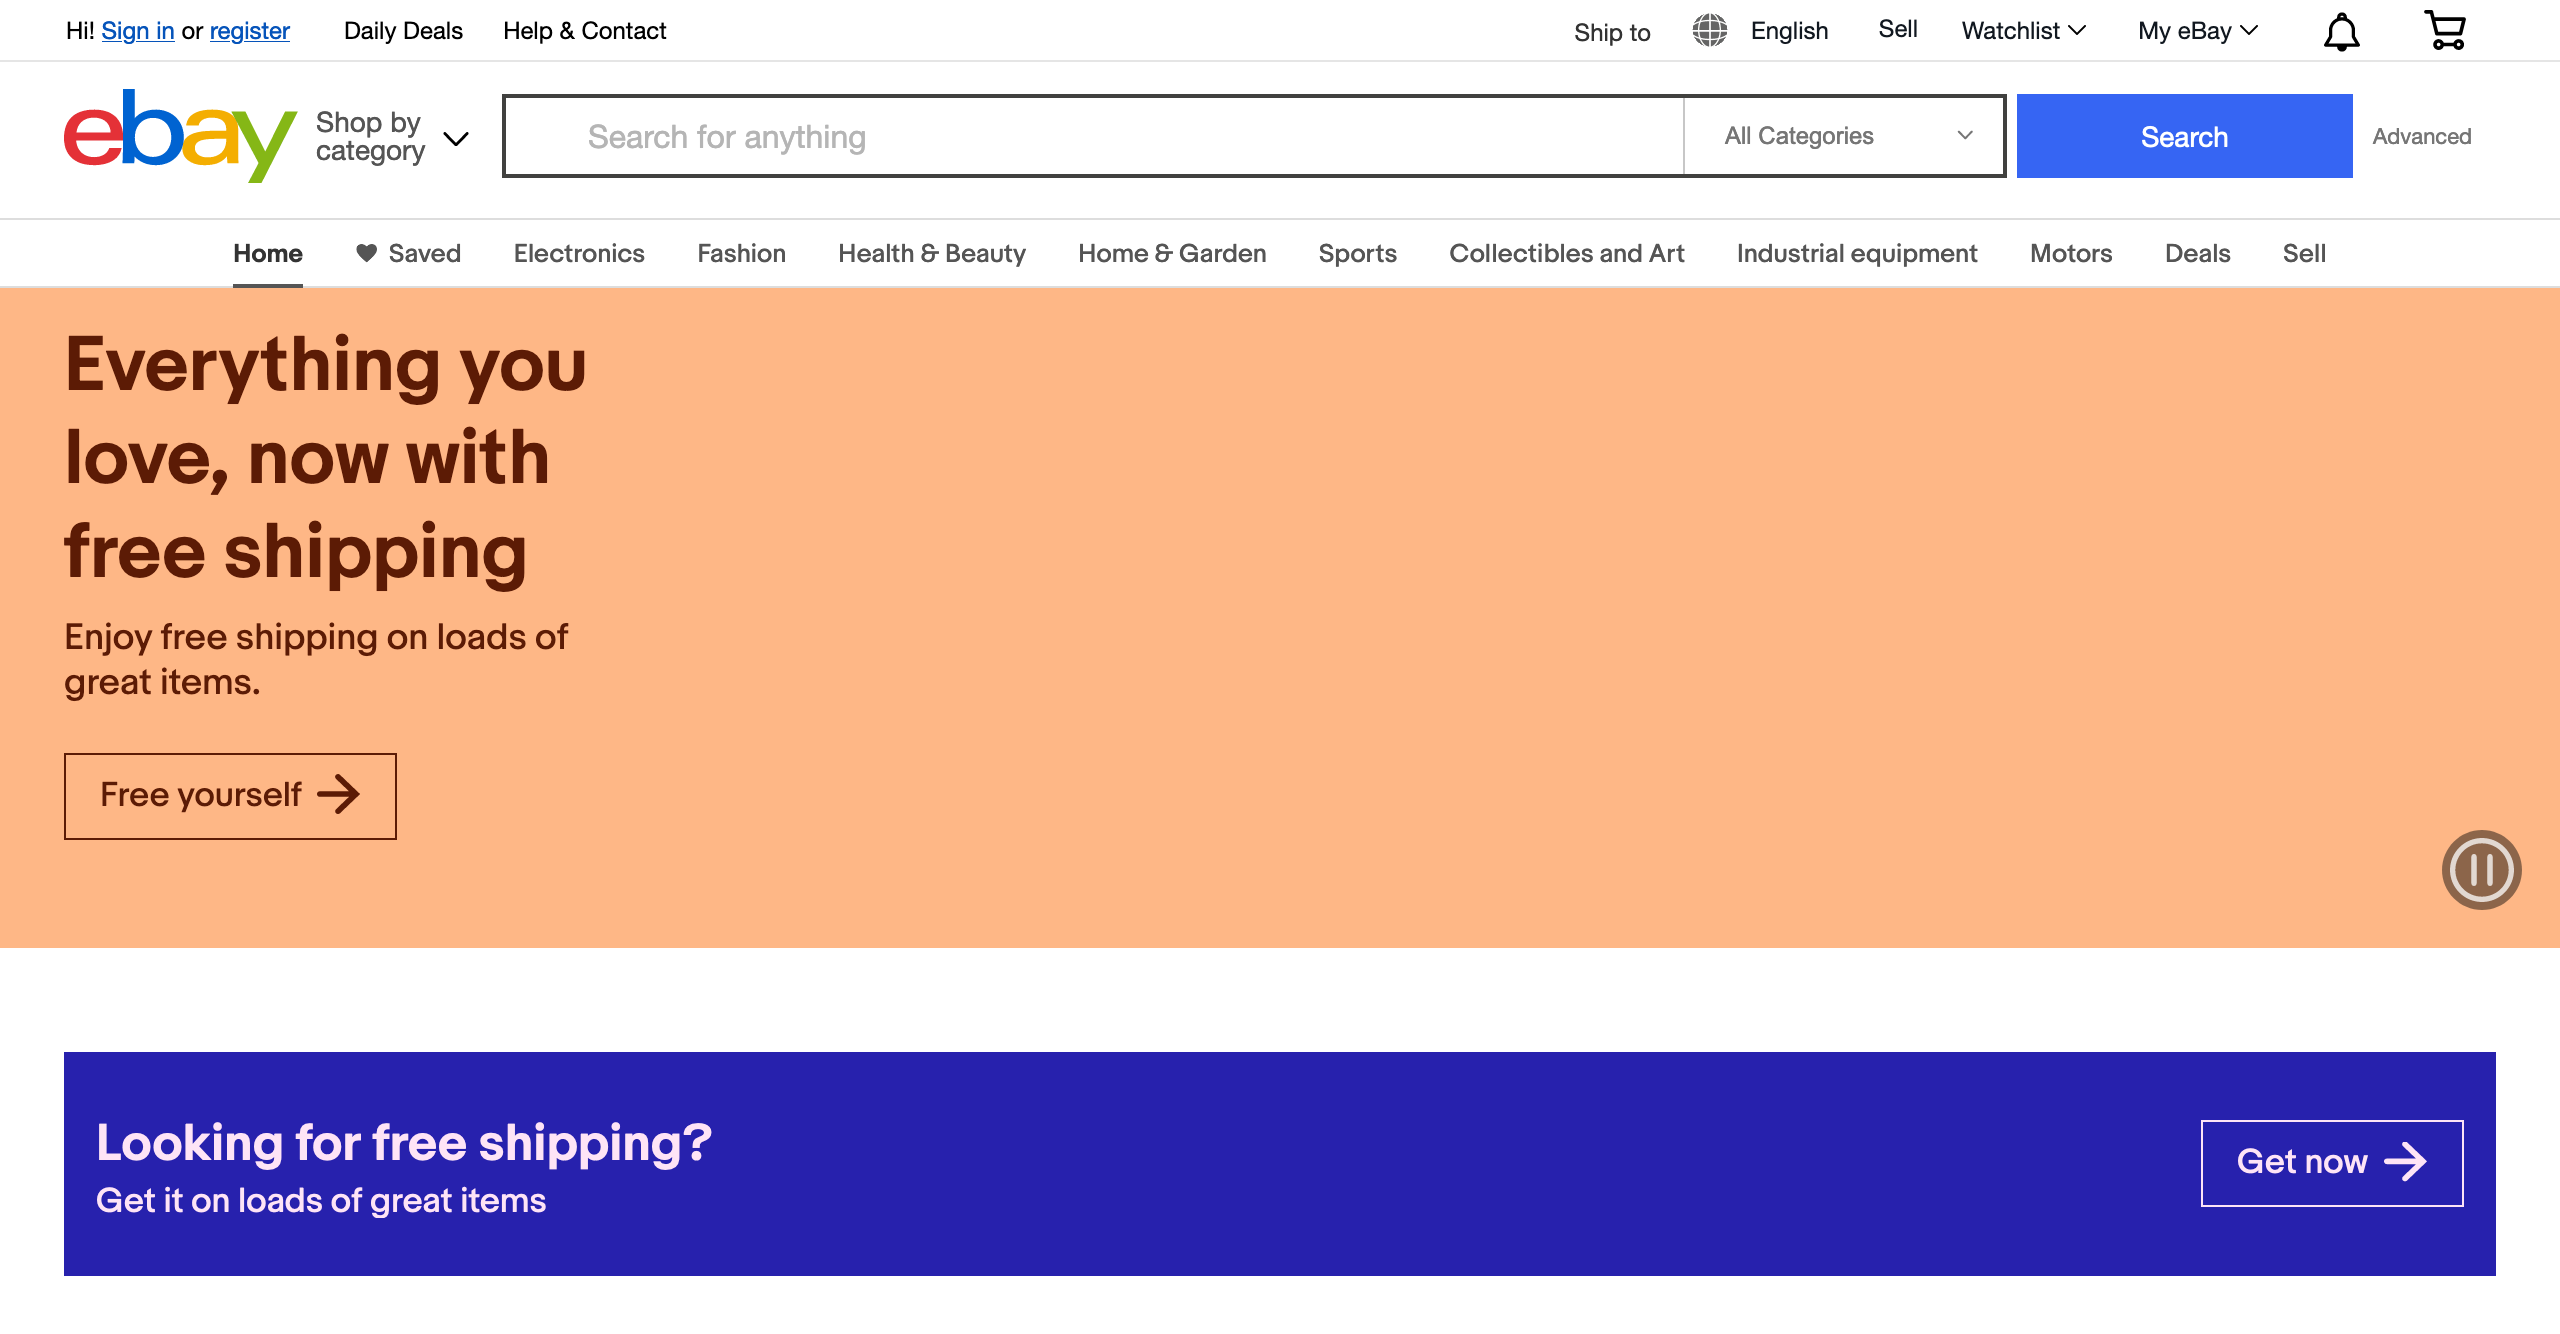 Hi! Sign in or register Daily Deals Help & Contact Ship to English Sell Watchlist My eBay
ebay
Shop by
category
Search for anything All Categories Search Advanced
Home Saved Electronics Fashion Health & Beauty Home & Garden Sports Collectibles and Art Industrial equipment Motors Deals Sell
Everything you
love, now with
free shipping
Enjoy free shipping on loads of
great items.
Free yourself
Looking for free shipping?
Get it on loads of great items
Get now